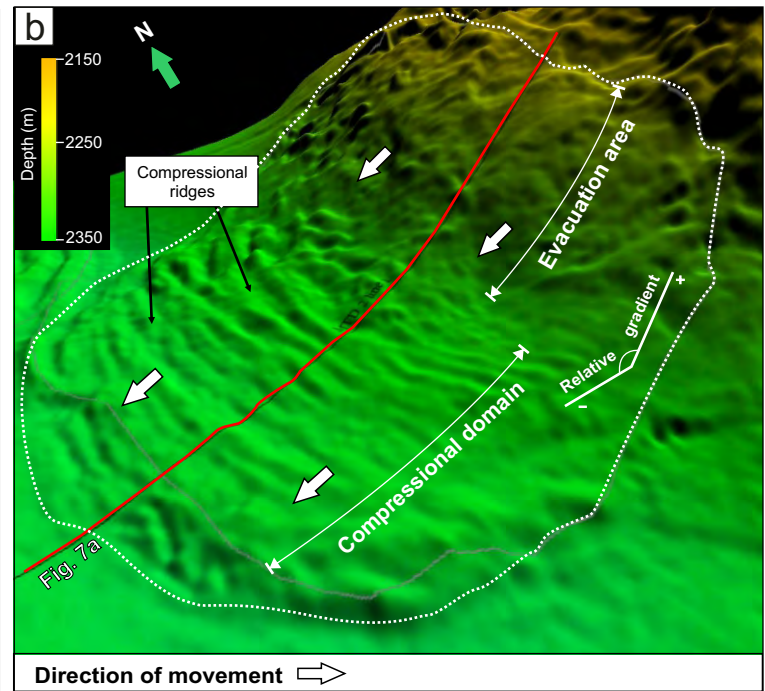 b
N
2150
2250
2350
Depth (m)
Compressional
ridges
Evacuation area
Relative gradient
+
−
Compressional domain
Fig. 7a
Direction of movement